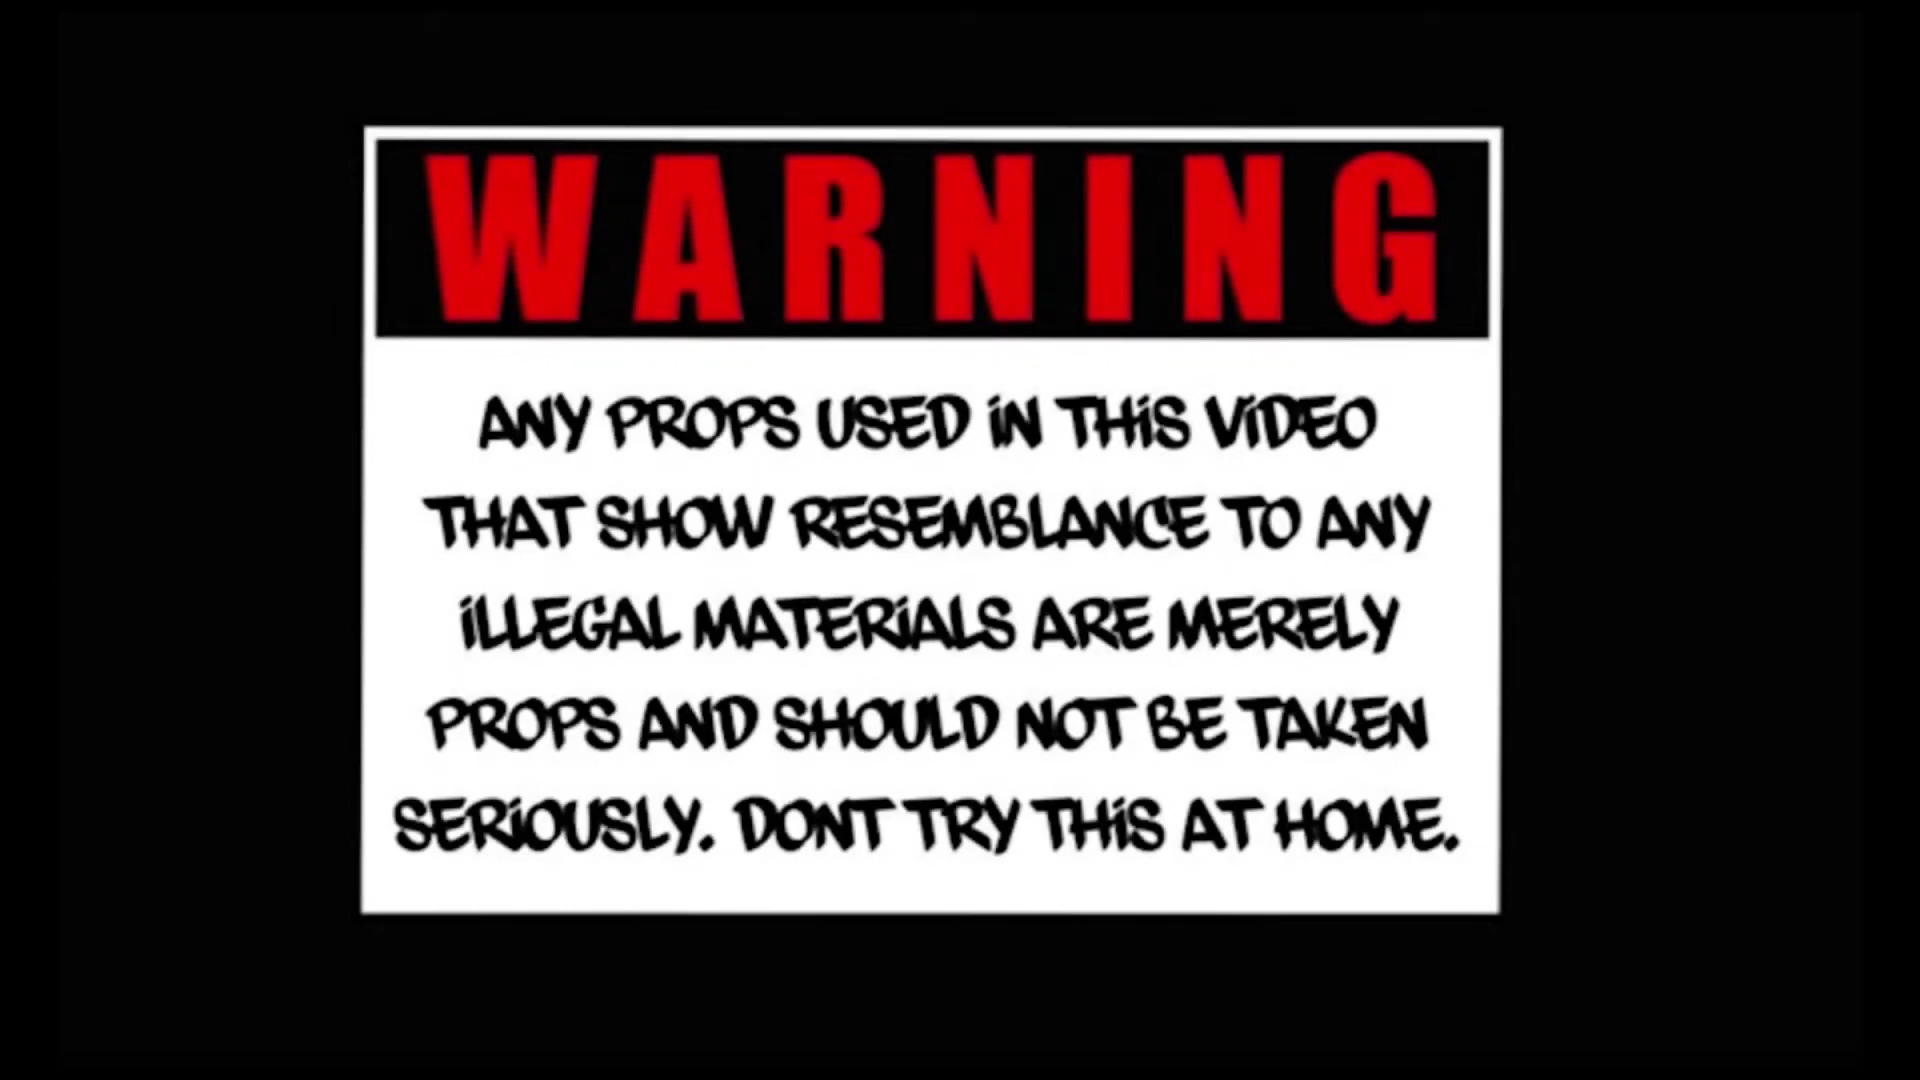 WARNING
ANY PROPS USED iN THiS ViDEO
THAT SHOW RESEMBLANCE TO ANY
iLLEGAL MATERiALS ARE MERELY
PROPS AND SHOULD NOT BE TAKEN
SERiOUSLY. DONT TRY THiS AT HOME.